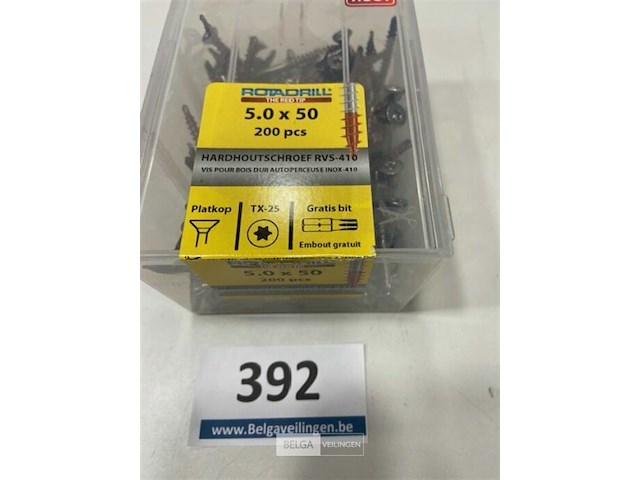 ROTADRILL
THE RED TIP
5.0 x 50
200 pcs
HARDHOUTSCHROEF RVS-410
VIS POUR BOIS DUR AUTOPERCEUSE INOX-410
Platkop TX-25 Gratis bit
Embout gratuit
5.0 x 50
200 pcs
392
www.Belgaveilingen.be
BELGA VEILINGEN